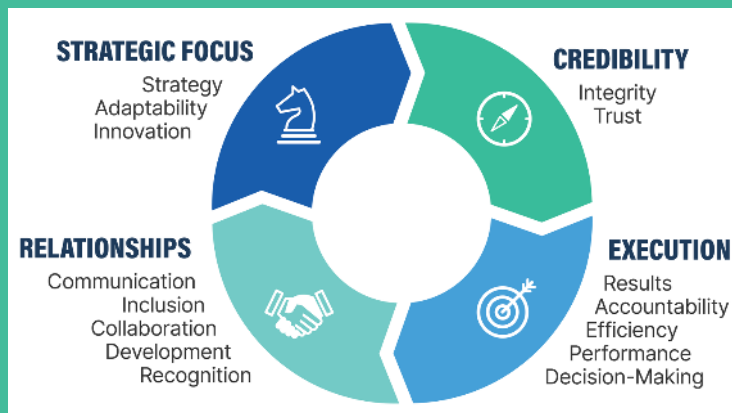 STRATEGIC FOCUS
Strategy
Adaptability
Innovation
CREDIBILITY
Integrity
Trust
RELATIONSHIPS
Communication
Inclusion
Collaboration
Development
Recognition
EXECUTION
Results
Accountability
Efficiency
Performance
Decision-Making